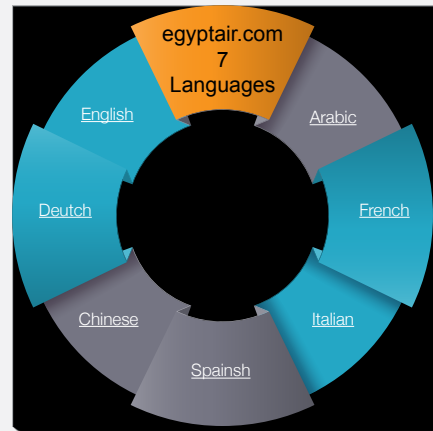 egyptair.com
7
Languages
Arabic
French
Italian
Spainsh
Chinese
Deutch
English